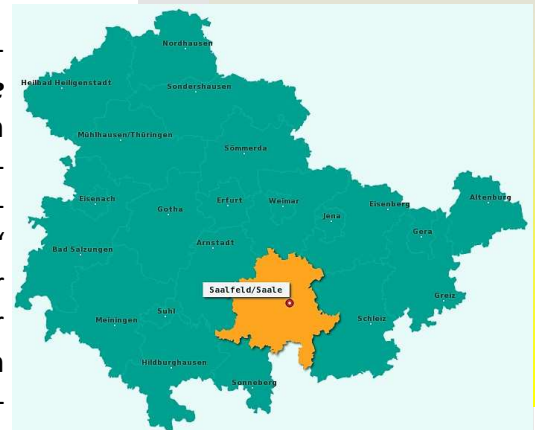 Nordhausen
Heilbad Heiligenstadt
Sondershausen
Mühlhausen/Thüringen
Sömmerda
Eisenach
Gotha
Erfurt
Weimar
Jena
Eisenberg
Altenburg
Gera
Bad Salzungen
Arnstadt
Saalfeld/Saale
Greiz
Meiningen
Suhl
Schleiz
Hildburghausen
Sonneberg